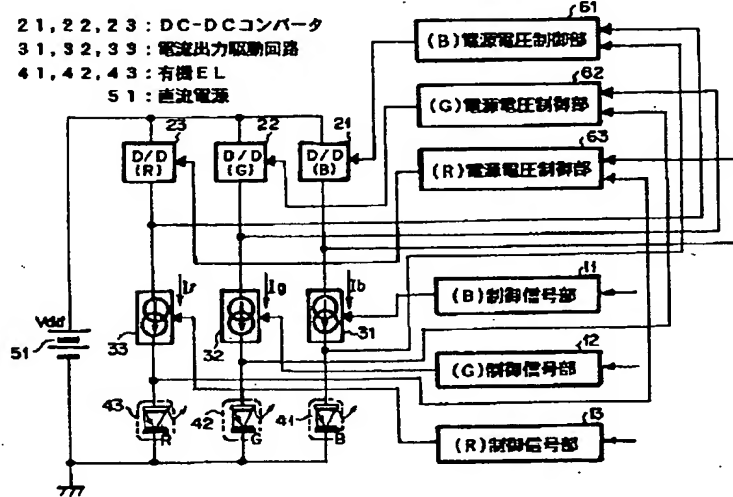 21,22,23:DC-DCコンバータ
31,32,33:電流出力駆動回路
41,42,43:有機EL
51:直流電源
61
(B)電源電圧制御部
62
(G)電源電圧制御部
63
(R)電源電圧制御部
23
D/D
(R)
22
D/D
(G)
21
D/D
(B)
Ir
Ig
Ib
33
32
31
11
(B)制御信号部
12
(G)制御信号部
13
(R)制御信号部
Vdd
51
43
R
42
G
41
B